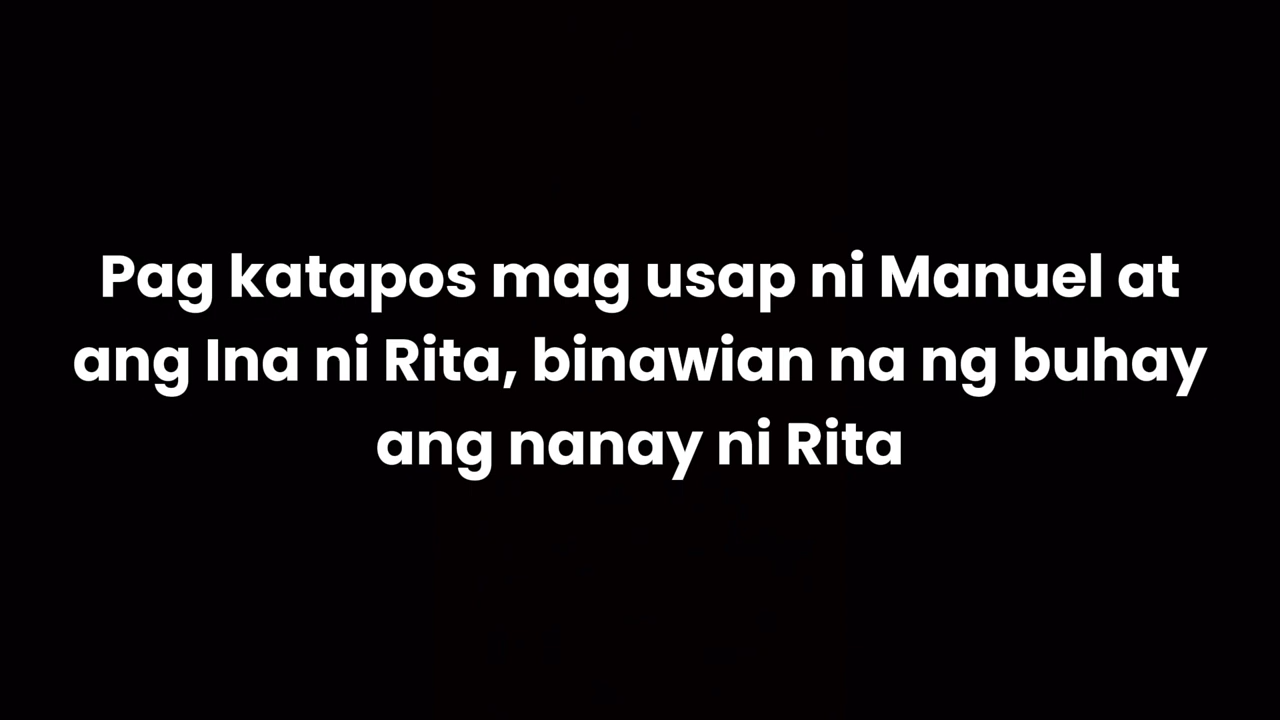 Pag katapos mag usap ni Manuel at
ang Ina ni Rita, binawian na ng buhay
ang nanay ni Rita